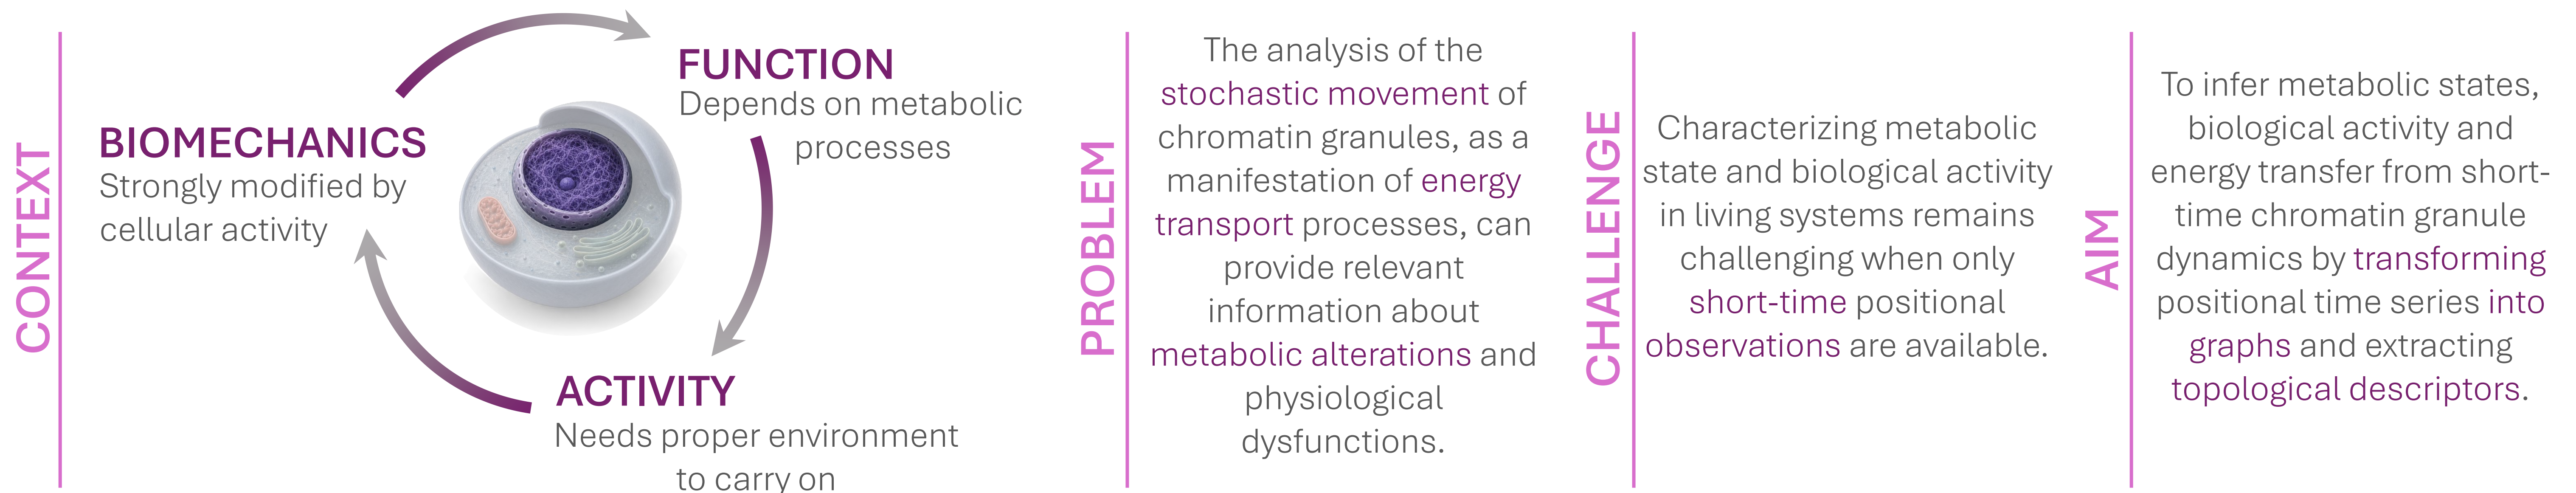 CONTEXT
BIOMECHANICS
Strongly modified by
cellular activity
FUNCTION
Depends on metabolic
processes
ACTIVITY
Needs proper environment
to carry on
PROBLEM
The analysis of the
stochastic movement of
chromatin granules, as a
manifestation of energy
transport processes, can
provide relevant
information about
metabolic alterations and
physiological
dysfunctions.
CHALLENGE
Characterizing metabolic
state and biological activity
in living systems remains
challenging when only
short-time positional
observations are available.
AIM
To infer metabolic states,
biological activity and
energy transfer from short-
time chromatin granule
dynamics by transforming
positional time series into
graphs and extracting
topological descriptors.